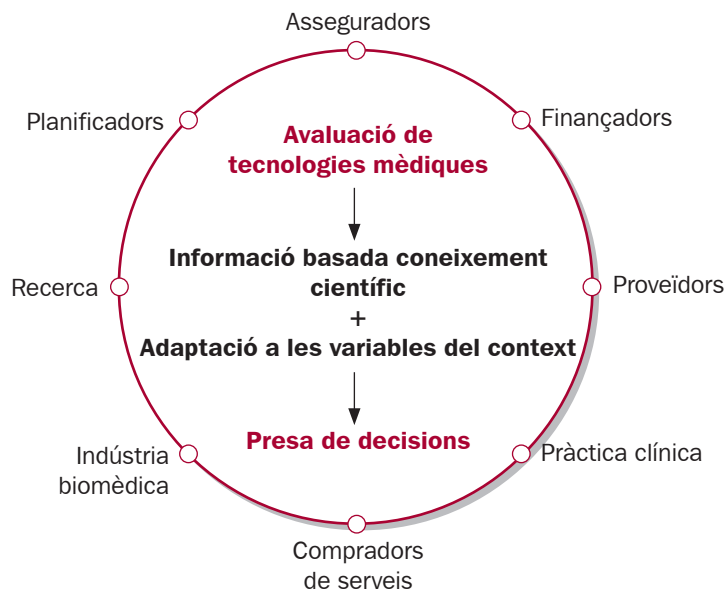 Asseguradors
Planificadors
Finançadors
Avaluació de
tecnologies mèdiques
Informació basada coneixement
científic
+
Adaptació a les variables del context
Recerca
Proveïdors
Presa de decisions
Indústria
biomèdica
Pràctica clínica
Compradors
de serveis